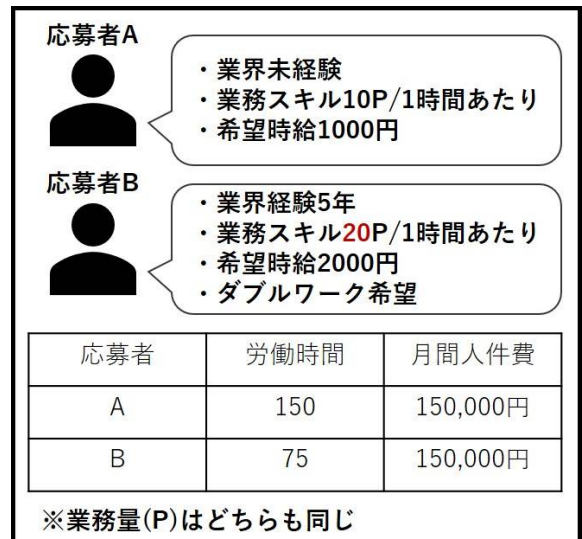 応募者A
・業界未経験
・業務スキル10P/1時間あたり
・希望時給1000円
応募者B
・業界経験5年
・業務スキル20P/1時間あたり
・希望時給2000円
・ダブルワーク希望
応募者 労働時間 月間人件費
A 150 150,000円
B 75 150,000円
※業務量(P)はどちらも同じ